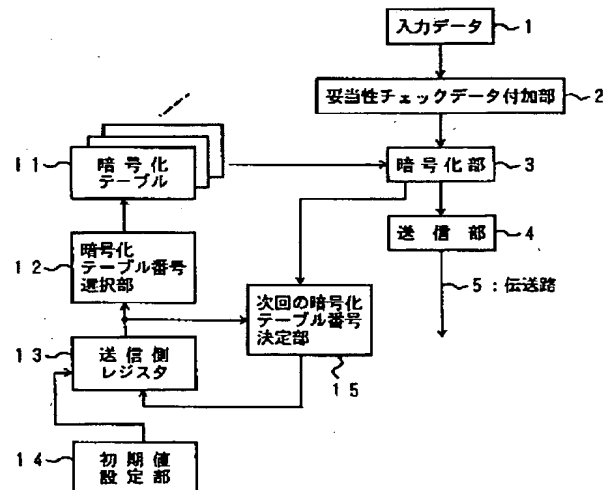 入力データ 1
妥当性チェックデータ付加部 2
11 暗号化
テーブル
暗号化部 3
送信部 4
12 暗号化
テーブル番号
選択部
5:伝送路
次回の暗号化
テーブル番号
決定部
15
13 送信側
レジスタ
14 初期値
設定部